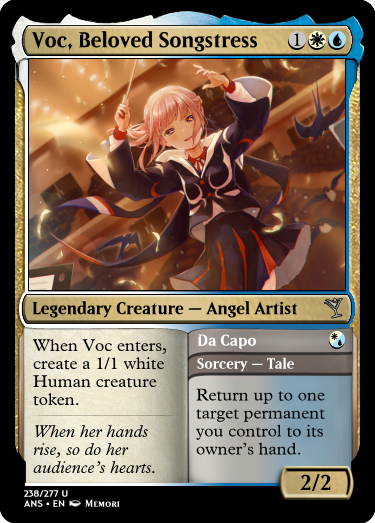 Voc, Beloved Songstress 1
Legendary Creature — Angel Artist
When Voc enters,
create a 1/1 white
Human creature
token.
When her hands
rise, so do her
audience's hearts.
Da Capo
Sorcery — Tale
Return up to one
target permanent
you control to its
owner's hand.
2/2
238/277 U
ANS • EN Memori